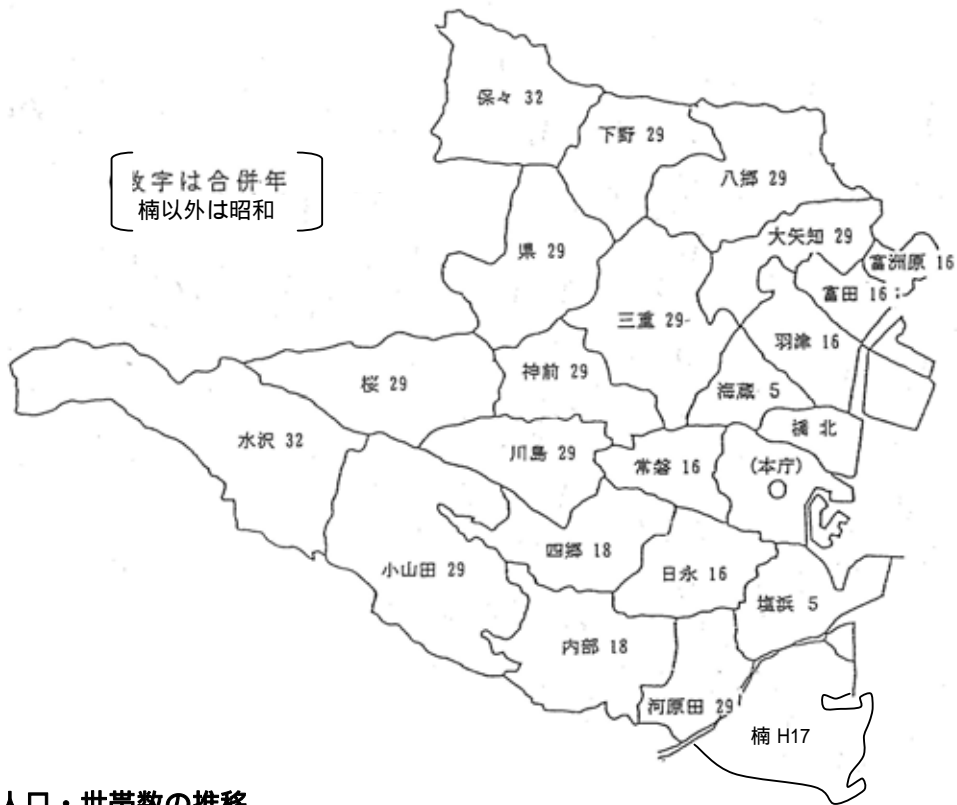 保々 32
下野 29
八郷 29
数字は合併年
楠以外は昭和
大矢知 29
県 29
富洲原 16
富田 16
三重 29
羽津 16
神前 29
桜 29
海蔵 5
橋北
水沢 32
川島 29
常磐 16
(本庁)
四郷 18
小山田 29
日永 16
塩浜 5
内部 18
河原田 29
楠 H17
人口・世帯数の推移